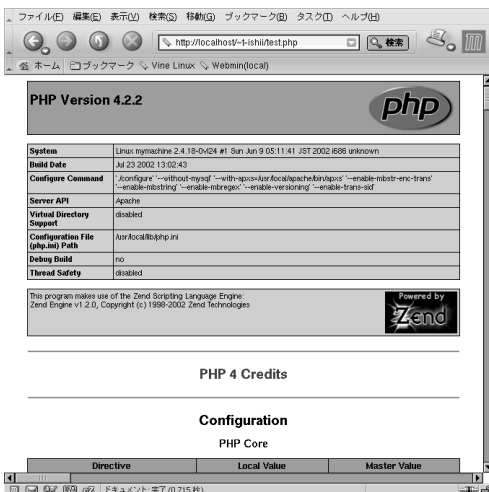 ファイル(F) 編集(E) 表示(V) 検索(S) 移動(G) ブックマーク(B) タスク(T) ヘルプ(H)
http://localhost/~t-ishii/test.php 検索
ホーム ブックマーク Vine Linux Webmin(local)
PHP Version 4.2.2
php
System Linux mymachine 2.4.18-0vl24 #1 Sun Jun 9 05:11:41 JST 2002 i686 unknown
Build Date Jul 23 2002 13:02:43
Configure Command './configure' '--without-mysql' '--with-apxs=/usr/local/apache/bin/apxs' '--enable-mbstr-enc-trans'
'--enable-mbstring' '--enable-mbregex' '--enable-versioning' '--enable-trans-sid'
Server API Apache
Virtual Directory Support disabled
Configuration File (php.ini) Path /usr/local/lib/php.ini
Debug Build no
Thread Safety disabled
This program makes use of the Zend Scripting Language Engine:
Zend Engine v1.2.0, Copyright (c) 1998-2002 Zend Technologies
Powered by
Zend
PHP 4 Credits
Configuration
PHP Core
Directive Local Value Master Value
ドキュメント: 完了 (0.715 秒)